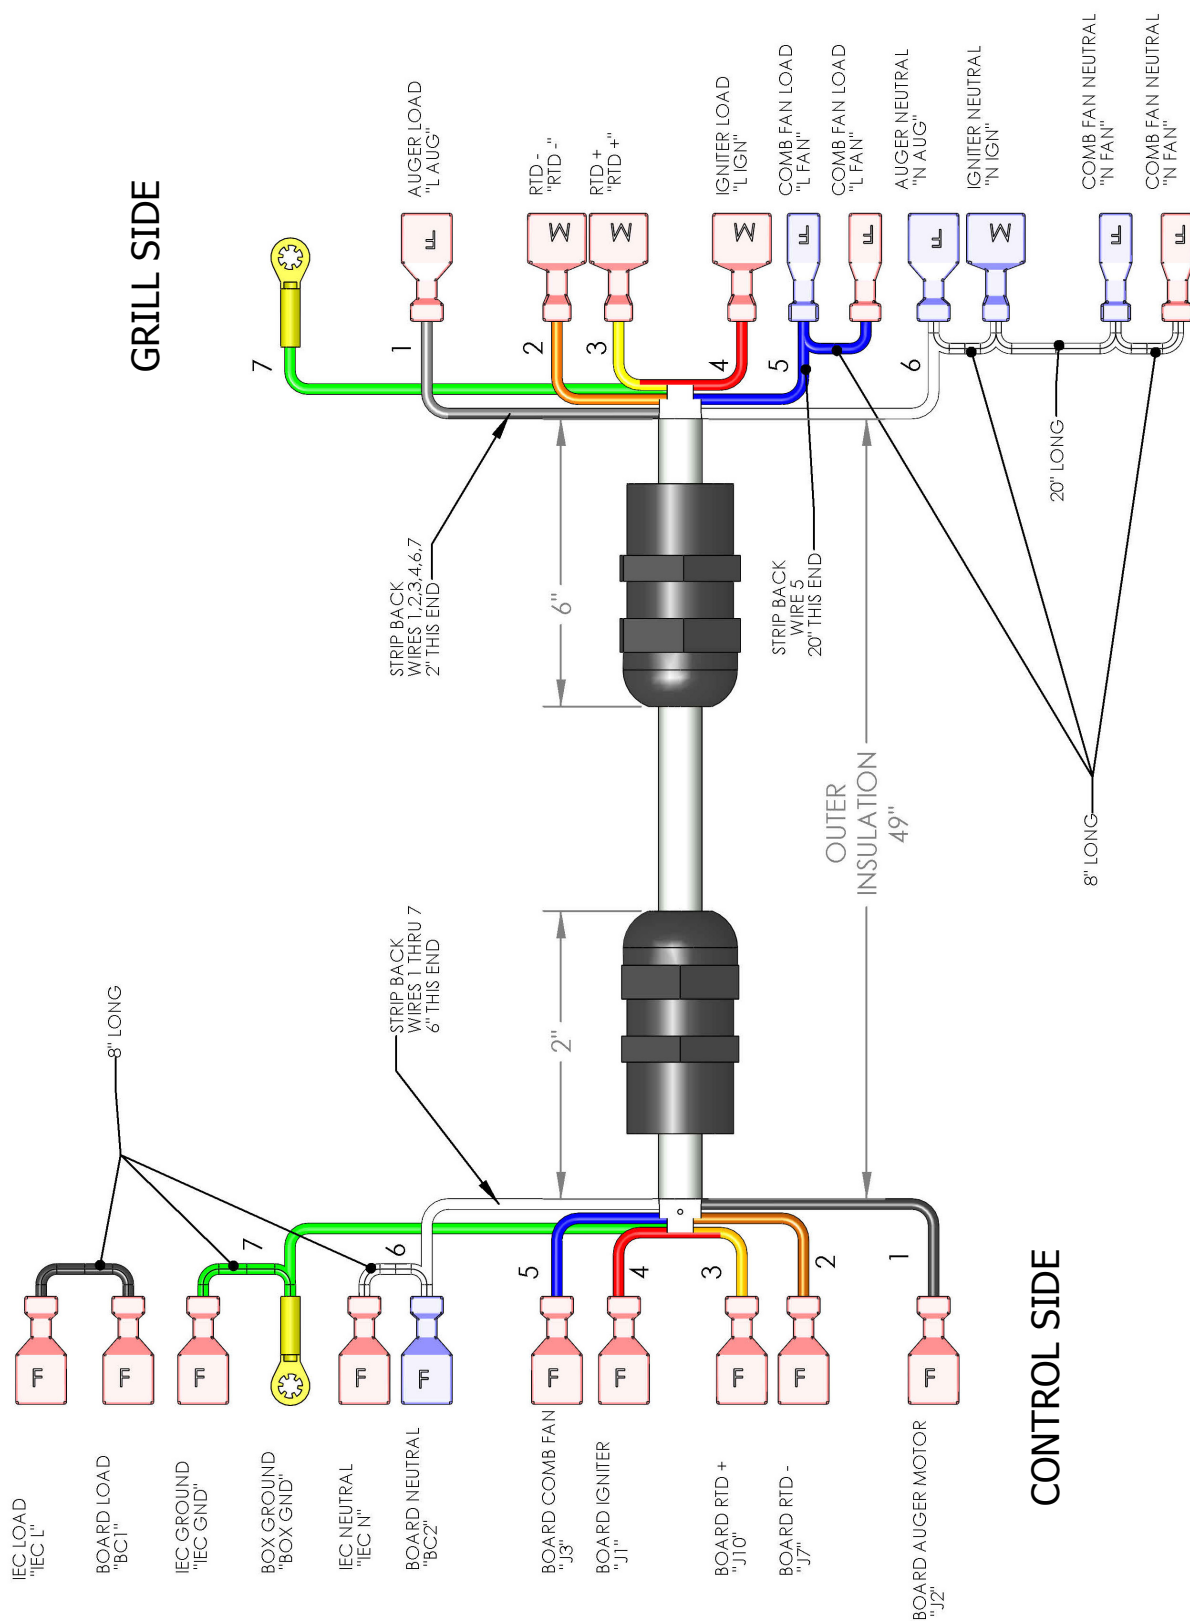 GRILL SIDE
7
1
2
3
4
5
6
AUGER LOAD
"L AUG"
RTD -
"RTD -"
RTD +
"RTD +"
IGNITER LOAD
"L IGN"
COMB FAN LOAD
"L FAN"
COMB FAN LOAD
"L FAN"
AUGER NEUTRAL
"N AUG"
IGNITER NEUTRAL
"N IGN"
COMB FAN NEUTRAL
"N FAN"
COMB FAN NEUTRAL
"N FAN"
F
M
M
M
F
F
F
M
F
F
STRIP BACK
WIRES 1,2,3,4,6,7
2" THIS END
6"
STRIP BACK
WIRE 5
20" THIS END
20" LONG
8" LONG
OUTER
INSULATION
49"
8" LONG
STRIP BACK
WIRES 1 THRU 7
6" THIS END
2"
7
6
5
4
3
2
1
F
F
F
F
F
F
F
F
F
F
IEC LOAD
"IEC L"
BOARD LOAD
"BC1"
IEC GROUND
"IEC GND"
BOX GROUND
"BOX GND"
IEC NEUTRAL
"IEC N"
BOARD NEUTRAL
"BC2"
BOARD COMB FAN
"J3"
BOARD IGNITER
"J1"
BOARD RTD +
"J10"
BOARD RTD -
"J7"
BOARD AUGER MOTOR
"J2"
CONTROL SIDE